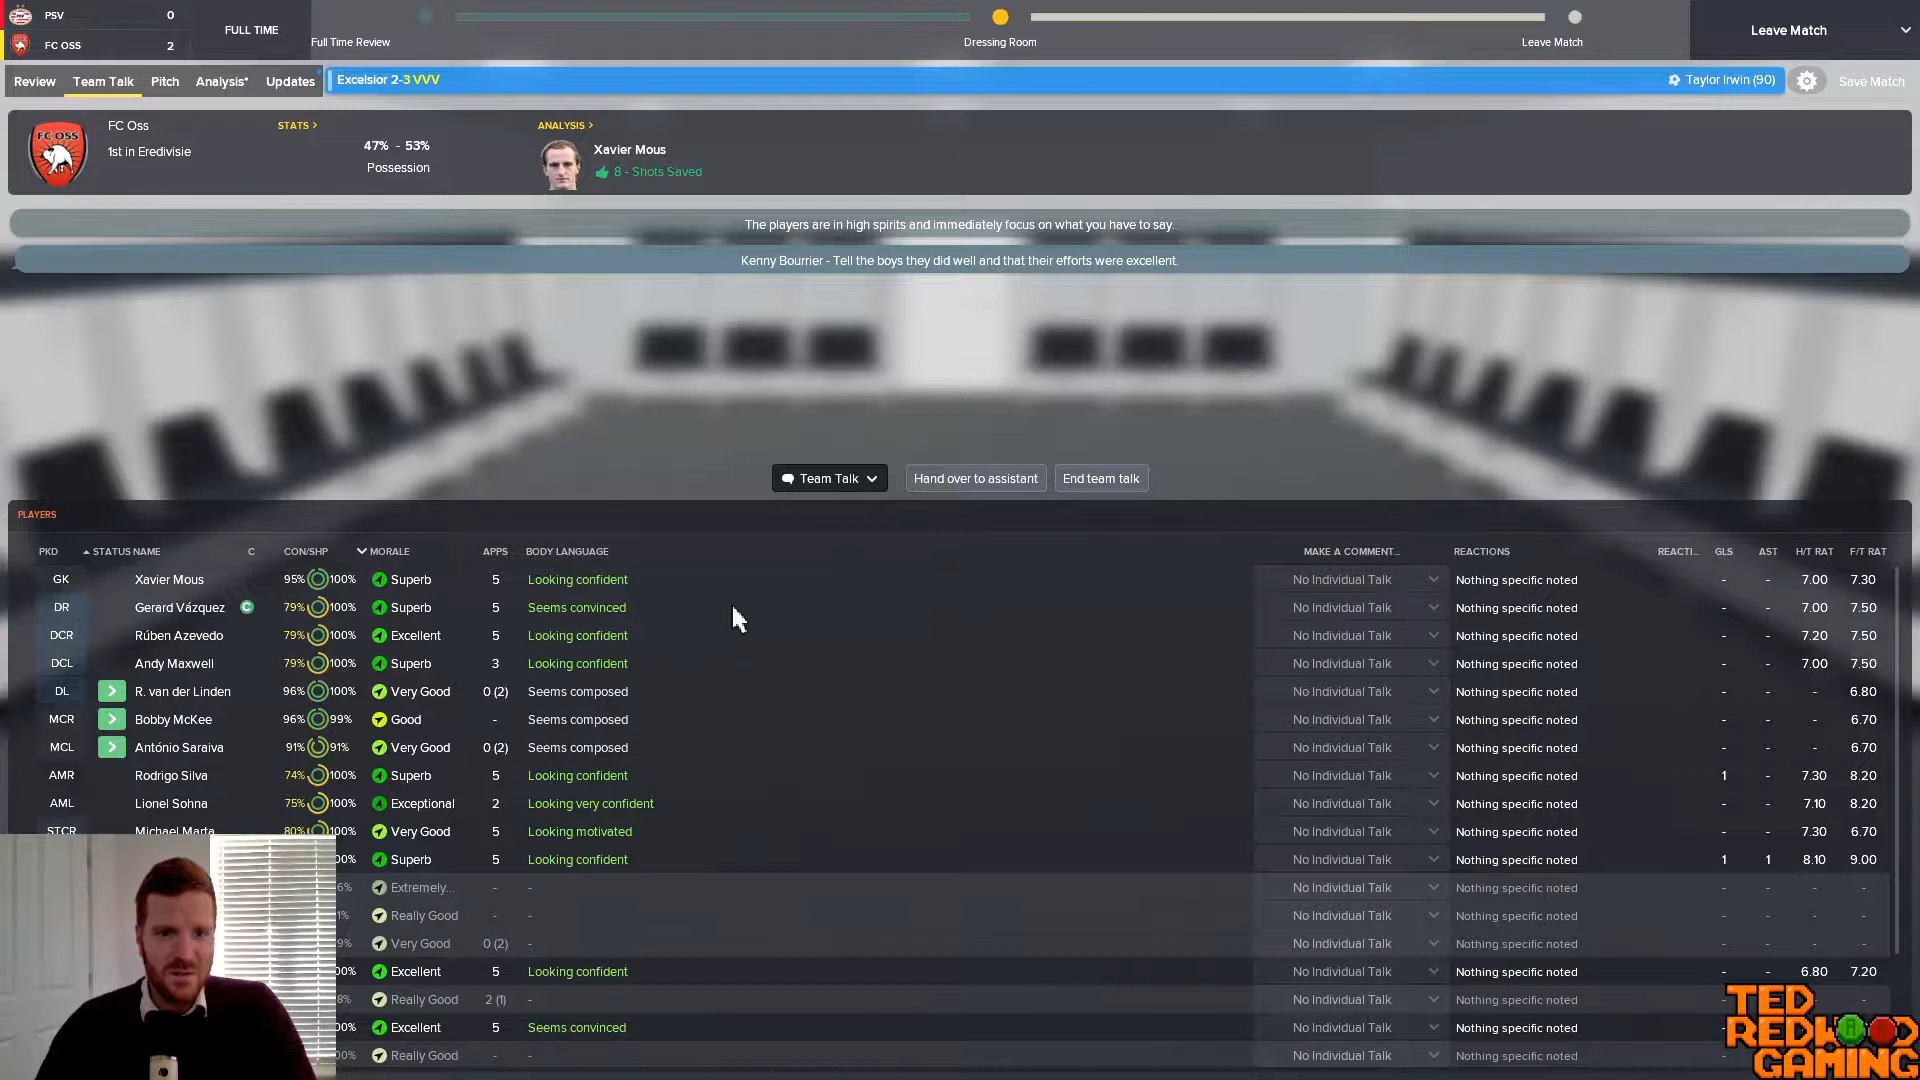 PSV 0
FC OSS 2
FULL TIME
Full Time Review
Dressing Room
Leave Match
Leave Match
Review Team Talk Pitch Analysis* Updates
Excelsior 2-3 VVV
Taylor Irwin (90)
Save Match
FC OSS
FC Oss
1st in Eredivisie
STATS >
47% - 53%
Possession
ANALYSIS >
Xavier Mous
8 - Shots Saved
The players are in high spirits and immediately focus on what you have to say.
Kenny Bourrier - Tell the boys they did well and that their efforts were excellent.
Team Talk Hand over to assistant End team talk
PLAYERS
PKD STATUS NAME C CON/SHP MORALE APPS BODY LANGUAGE MAKE A COMMENT... REACTIONS REACTI... GLS AST H/T RAT F/T RAT
GK Xavier Mous 95% 100% Superb 5 Looking confident No Individual Talk Nothing specific noted - - 7.00 7.30
DR Gerard Vázquez C 79% 100% Superb 5 Seems convinced No Individual Talk Nothing specific noted - - 7.00 7.50
DCR Rúben Azevedo 79% 100% Excellent 5 Looking confident No Individual Talk Nothing specific noted - - 7.20 7.50
DCL Andy Maxwell 79% 100% Superb 3 Looking confident No Individual Talk Nothing specific noted - - 7.00 7.50
DL R. van der Linden 96% 100% Very Good 0 (2) Seems composed No Individual Talk Nothing specific noted - - - 6.80
MCR Bobby McKee 96% 99% Good - Seems composed No Individual Talk Nothing specific noted - - - 6.70
MCL António Saraiva 91% 91% Very Good 0 (2) Seems composed No Individual Talk Nothing specific noted - - - 6.70
AMR Rodrigo Silva 74% 100% Superb 5 Looking confident No Individual Talk Nothing specific noted 1 - 7.30 8.20
AML Lionel Sohna 75% 100% Exceptional 2 Looking very confident No Individual Talk Nothing specific noted - - 7.10 8.20
STCR Michael Marta 80% 100% Very Good 5 Looking motivated No Individual Talk Nothing specific noted - - 7.30 6.70
00% Superb 5 Looking confident No Individual Talk Nothing specific noted 1 1 8.10 9.00
6% Extremely... - - No Individual Talk Nothing specific noted - - - -
1% Really Good - - No Individual Talk Nothing specific noted - - - -
9% Very Good 0 (2) - No Individual Talk Nothing specific noted - - - -
00% Excellent 5 Looking confident No Individual Talk Nothing specific noted - - 6.80 7.20
8% Really Good 2 (1) - No Individual Talk Nothing specific noted - - - -
00% Excellent 5 Seems convinced No Individual Talk Nothing specific noted -
00% Really Good - - No Individual Talk Nothing specific noted -
TED
REDWOOD
GAMING